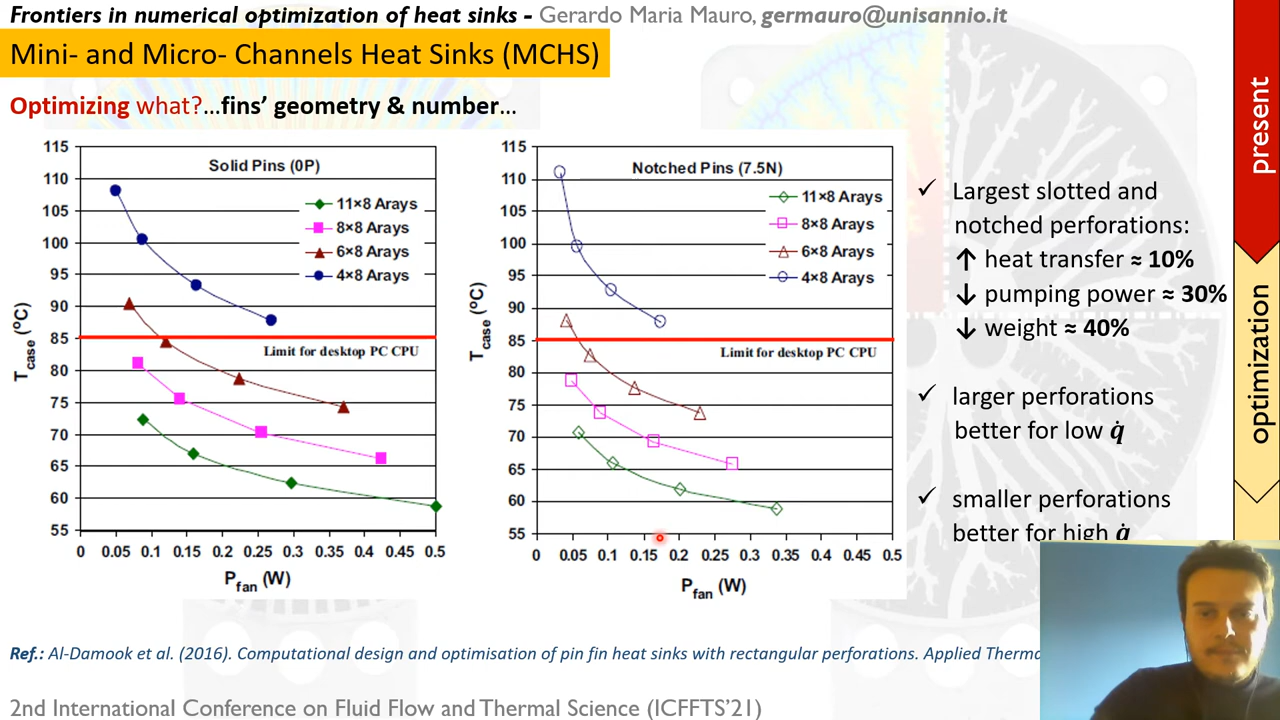 Frontiers in numerical optimization of heat sinks - Gerardo Maria Mauro, germauro@unisannio.it
Mini- and Micro- Channels Heat Sinks (MCHS)
Optimizing what?...fins' geometry & number...
115
110
105
100
95
90
85
80
75
70
65
60
55
T case (°C)
Solid Pins (0P)
11×8 Arays
8×8 Arays
6×8 Arays
4×8 Arays
Limit for desktop PC CPU
0 0.05 0.1 0.15 0.2 0.25 0.3 0.35 0.4 0.45 0.5
P fan (W)
115
110
105
100
95
90
85
80
75
70
65
60
55
T case (°C)
Notched Pins (7.5N)
11×8 Arays
8×8 Arays
6×8 Arays
4×8 Arays
Limit for desktop PC CPU
0 0.05 0.1 0.15 0.2 0.25 0.3 0.35 0.4 0.45 0.5
P fan (W)
✓ Largest slotted and
notched perforations:
↑ heat transfer ≈ 10%
↓ pumping power ≈ 30%
↓ weight ≈ 40%
✓ larger perforations
better for low q̇
✓ smaller perforations
better for high q̇
present
optimization
Ref.: Al-Damook et al. (2016). Computational design and optimisation of pin fin heat sinks with rectangular perforations. Applied Thermo
2nd International Conference on Fluid Flow and Thermal Science (ICFFTS'21)